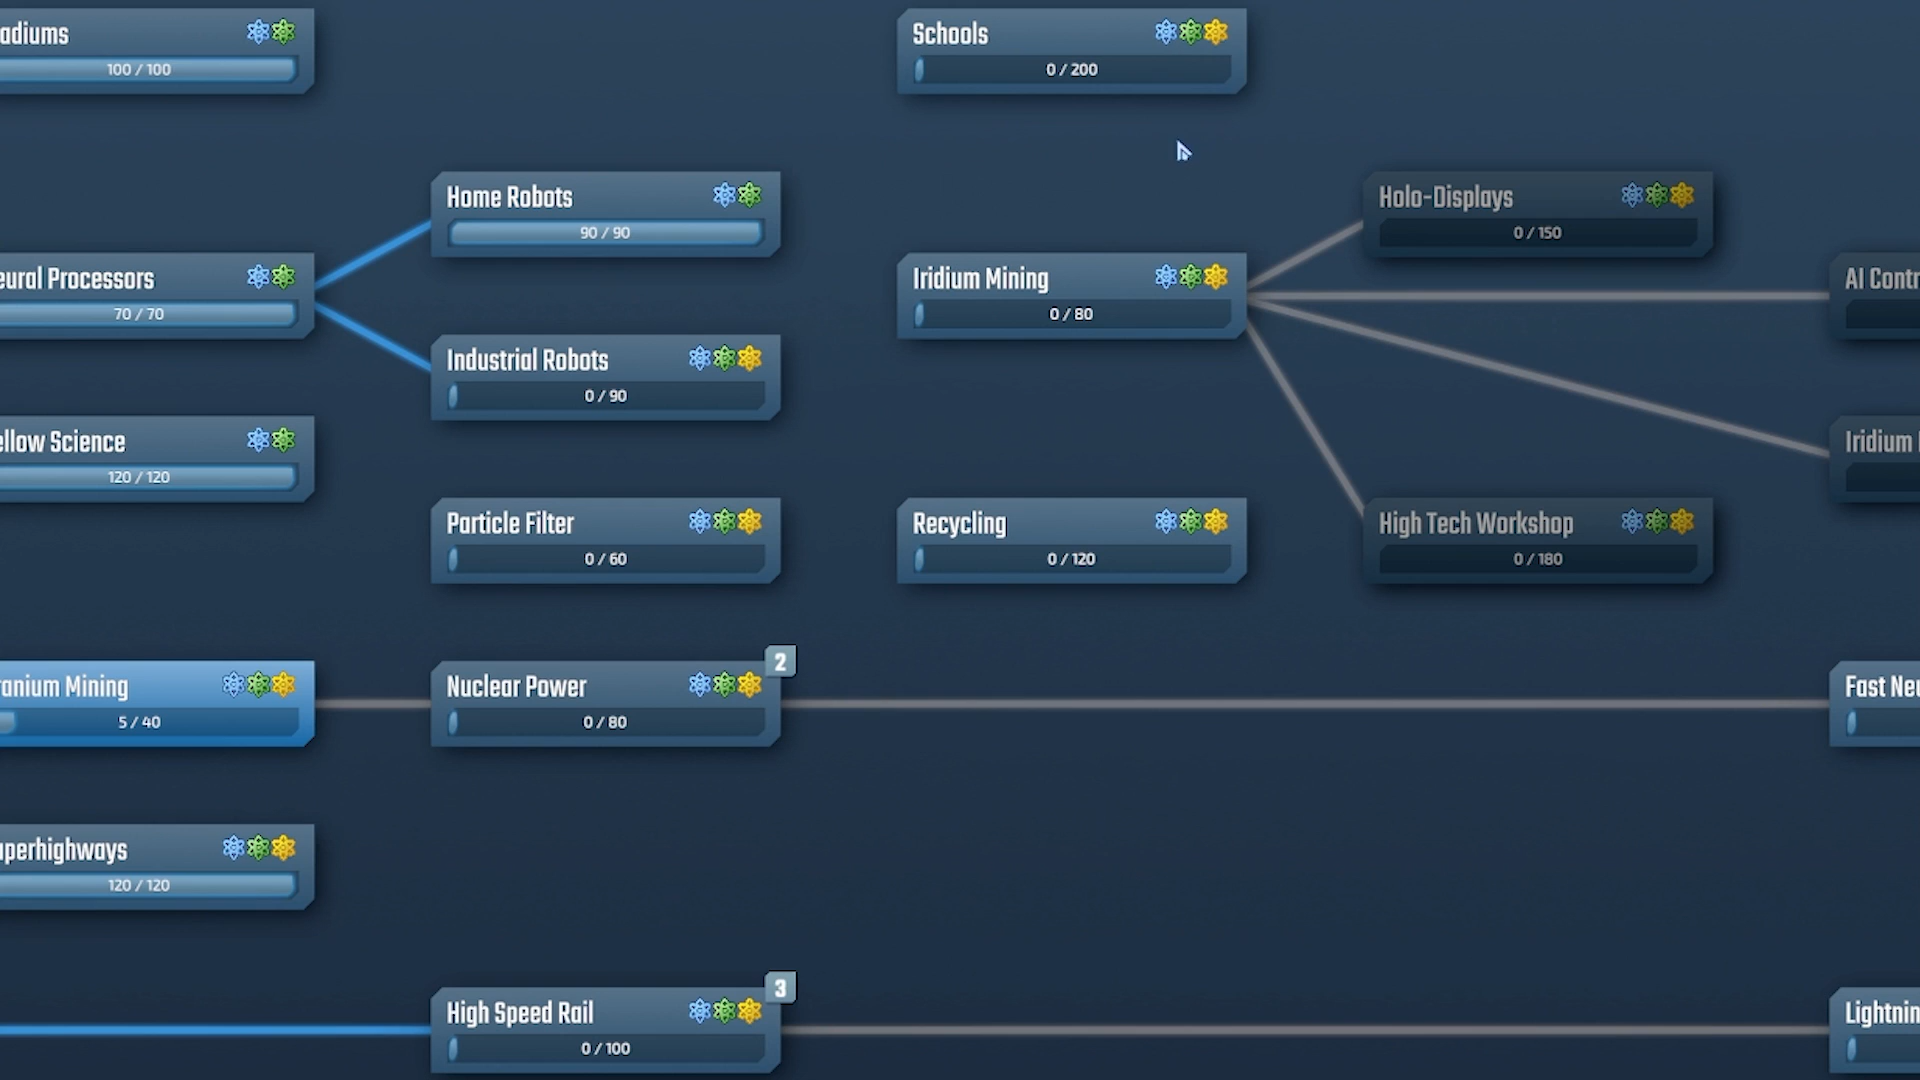 adiums
100 / 100
Schools
0 / 200
Home Robots
90 / 90
Holo-Displays
0 / 150
eural Processors
70 / 70
Iridium Mining
0 / 80
AI Contr
Industrial Robots
0 / 90
ellow Science
120 / 120
Iridium
Particle Filter
0 / 60
Recycling
0 / 120
High Tech Workshop
0 / 180
2
ranium Mining
5 / 40
Nuclear Power
0 / 80
Fast Neu
uperhighways
120 / 120
3
High Speed Rail
0 / 100
Lightnin